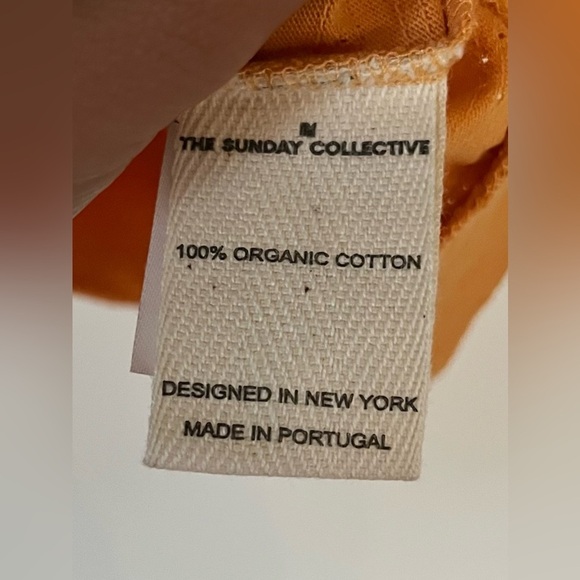 THE SUNDAY COLLECTIVE
100% ORGANIC COTTON
DESIGNED IN NEW YORK
MADE IN PORTUGAL